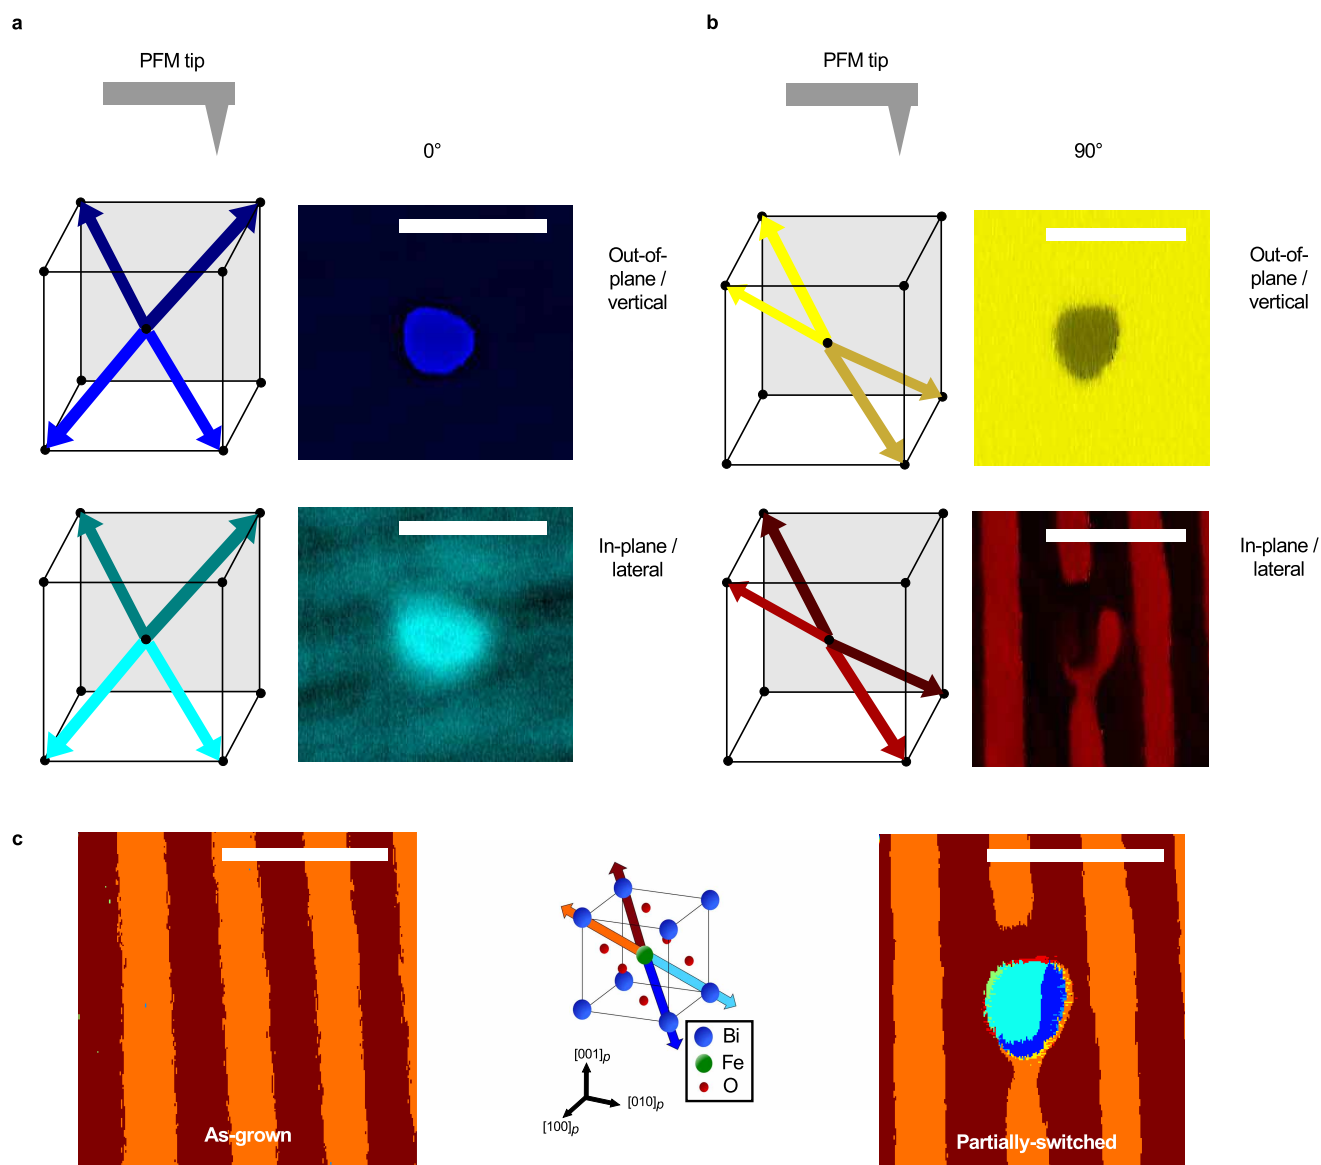 a
b
PFM tip
PFM tip
0°
90°
Out-of-
plane /
vertical
Out-of-
plane /
vertical
In-plane /
lateral
In-plane /
lateral
c
As-grown
[001]p
[010]p
[100]p
Bi
Fe
O
Partially-switched